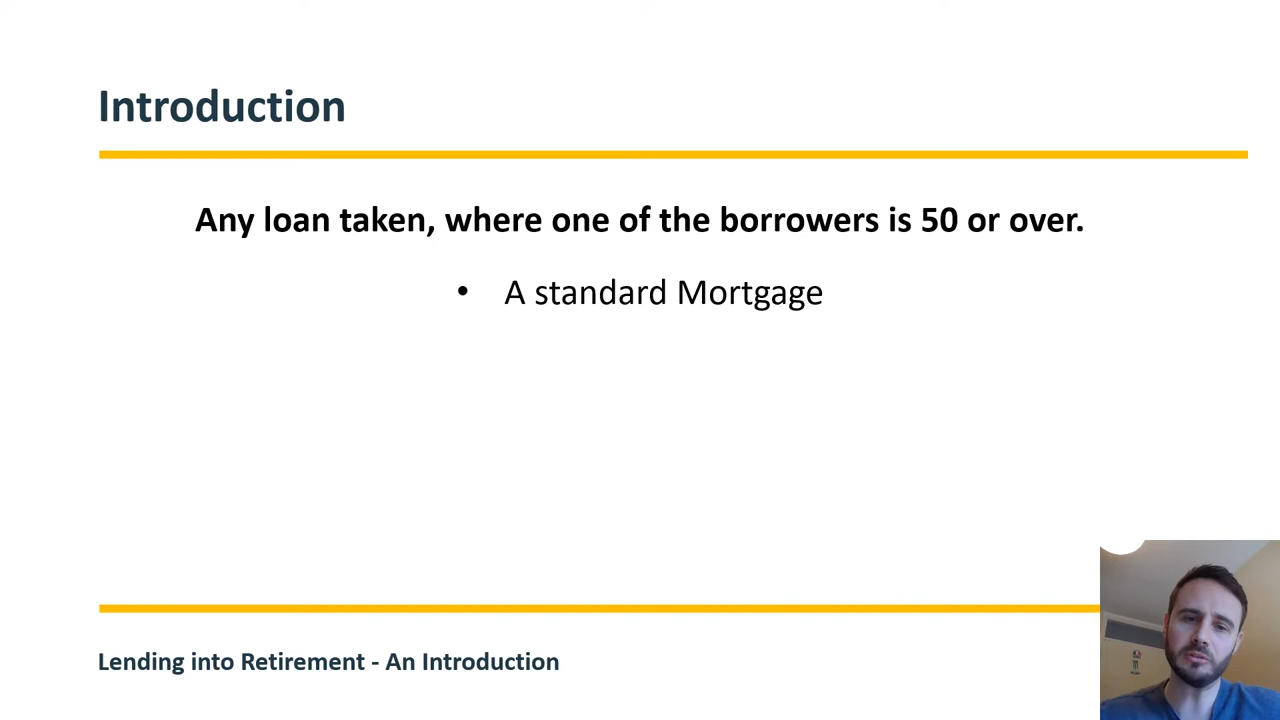 Introduction
Any loan taken, where one of the borrowers is 50 or over.
• A standard Mortgage
Lending into Retirement - An Introduction